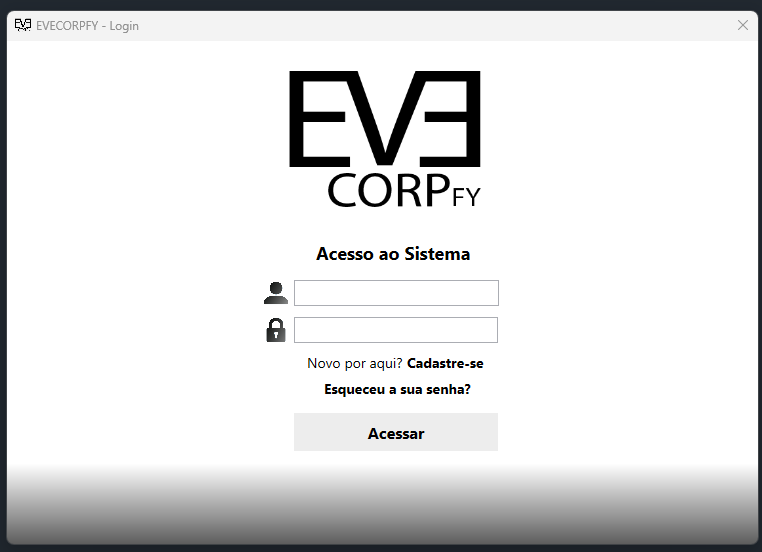 EVECORPFY - Login
EVE
CORPFY
Acesso ao Sistema
Novo por aqui? Cadastre-se
Esqueceu a sua senha?
Acessar